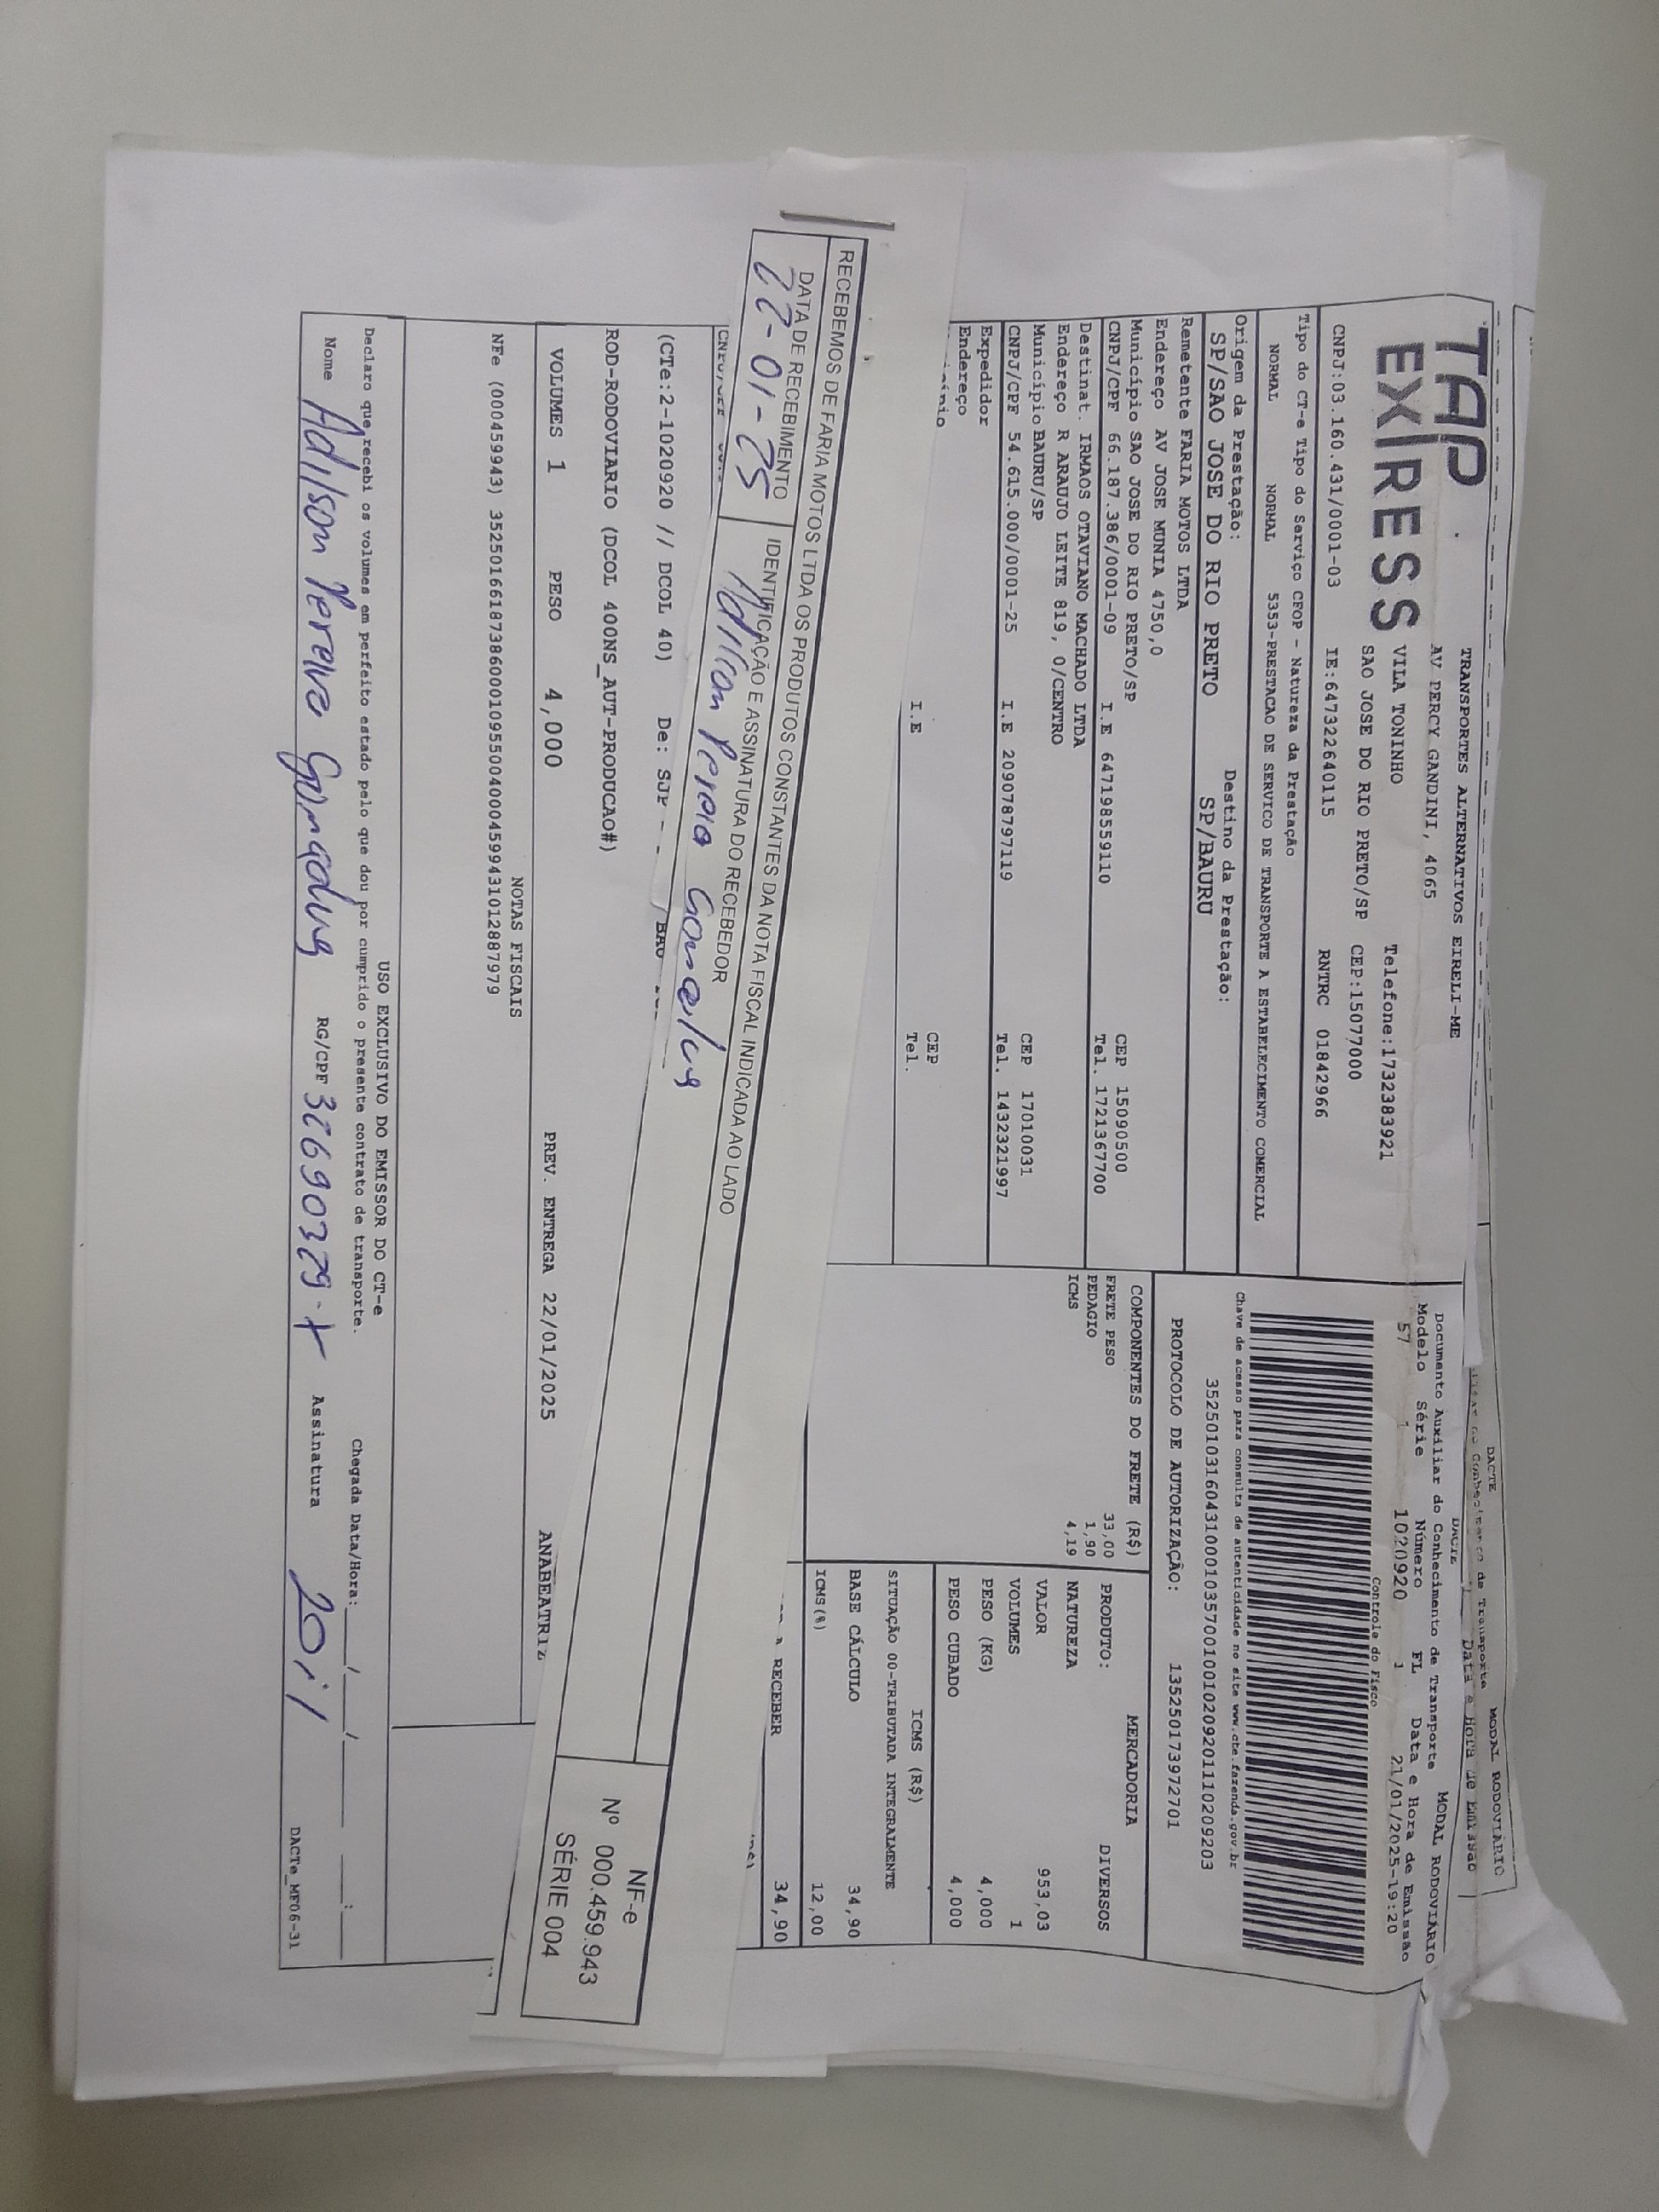 DACTE MODAL RODOVIÁRIO
TAP EXPRESS
TRANSPORTES ALTERNATIVOS EIRELI-ME
AV PERCY GANDINI, 4065
VILA TONINHO Telefone:1732383921
SAO JOSE DO RIO PRETO/SP CEP:15077000
CNPJ:03.160.431/0001-03 IE:647322640115 RNTRC 01842966
DACTE MODAL RODOVIÁRIO
Documento Auxiliar do Conhecimento de Transporte
Modelo Série Número FL Data e Hora de Emissão
57 1 1020920 1 21/01/2025-19:20
Controle do Fisco
Tipo do CT-e Tipo do Serviço CFOP - Natureza da Prestação
NORMAL NORMAL 5353-PRESTACAO DE SERVICO DE TRANSPORTE A ESTABELECIMENTO COMERCIAL
Chave de acesso para consulta de autenticidade no site www.cte.fazenda.gov.br
35250103160431000103570010010209201110209203
Origem da Prestação: Destino da Prestação:
SP/SAO JOSE DO RIO PRETO SP/BAURU
PROTOCOLO DE AUTORIZAÇÃO: 135250173972701
Remetente FARIA MOTOS LTDA
Endereço AV JOSE MUNIA 4750,0
Município SAO JOSE DO RIO PRETO/SP CEP 15090500
CNPJ/CPF 66.187.386/0001-09 I.E 647198559110 Tel. 1721367700
Destinat. IRMAOS OTAVIANO MACHADO LTDA
Endereço R ARAUJO LEITE 819, 0/CENTRO
Município BAURU/SP CEP 17010031
CNPJ/CPF 54.615.000/0001-25 I.E 209078797119 Tel. 1432321997
Expedidor
Endereço
CEP
I.E Tel.
COMPONENTES DO FRETE (R$)
FRETE PESO 33,00
PEDAGIO 1,90
ICMS 4,19
MERCADORIA
PRODUTO: DIVERSOS
NATUREZA
VALOR 953,03
VOLUMES 1
PESO (KG) 4,000
PESO CUBADO 4,000
ICMS (R$)
SITUAÇÃO 00-TRIBUTADA INTEGRALMENTE
BASE CÁLCULO 34,90
ICMS(%) 12,00
A RECEBER 34,90
RECEBEMOS DE FARIA MOTOS LTDA OS PRODUTOS CONSTANTES DA NOTA FISCAL INDICADA AO LADO
DATA DE RECEBIMENTO IDENTIFICAÇÃO E ASSINATURA DO RECEBEDOR
22-01-25 Adilson Pereira Goncalves
NF-e
Nº 000.459.943
SÉRIE 004
(CTe:2-1020920 // DCOL 40) De: SJP
ROD-RODOVIARIO (DCOL 400NS_AUT-PRODUCAO#)
VOLUMES 1 PESO 4,000 PREV. ENTREGA 22/01/2025 ANABEATRIZ
NOTAS FISCAIS
NFe (000459943) 35250166187386000109550040004599431012887979
USO EXCLUSIVO DO EMISSOR DO CT-e
Declaro que recebi os volumes em perfeito estado pelo que dou por cumprido o presente contrato de transporte. Chegada Data/Hora:____/____/____ ____:____
Nome Adilson Pereira Goncalves RG/CPF Assinatura
DACTe_MF06-31